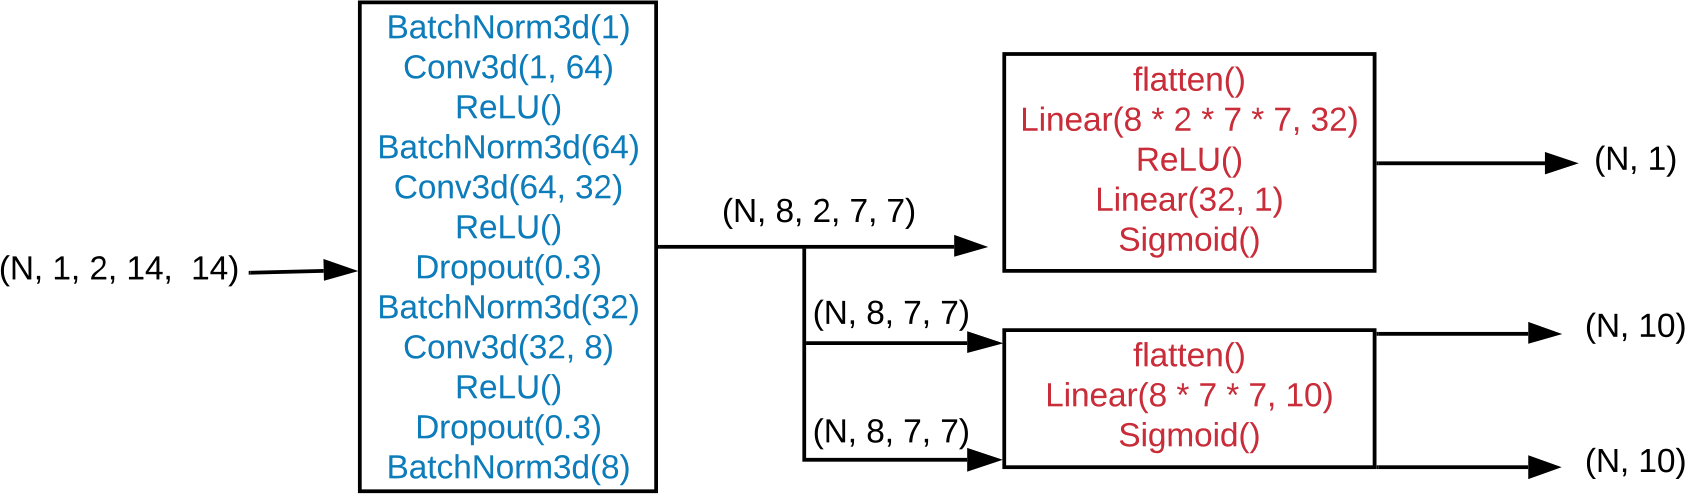 (N, 1, 2, 14,  14)
BatchNorm3d(1)
Conv3d(1, 64)
ReLU()
BatchNorm3d(64)
Conv3d(64, 32)
ReLU()
Dropout(0.3)
BatchNorm3d(32)
Conv3d(32, 8)
ReLU()
Dropout(0.3)
BatchNorm3d(8)
(N, 8, 2, 7, 7)
(N, 8, 7, 7)
(N, 8, 7, 7)
flatten()
Linear(8 * 2 * 7 * 7, 32)
ReLU()
Linear(32, 1)
Sigmoid()
flatten()
Linear(8 * 7 * 7, 10)
Sigmoid()
(N, 1)
(N, 10)
(N, 10)